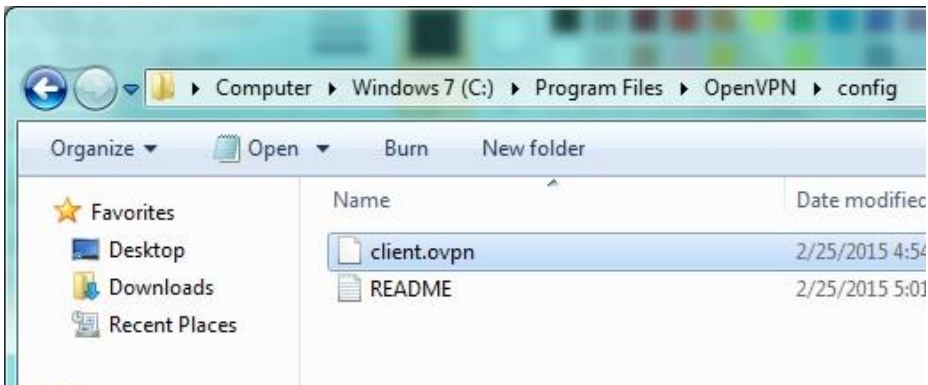 Computer Windows 7 (C:) Program Files OpenVPN config
Organize Open Burn New folder
Favorites
Desktop
Downloads
Recent Places
Name Date modified
client.ovpn 2/25/2015 4:54
README 2/25/2015 5:01